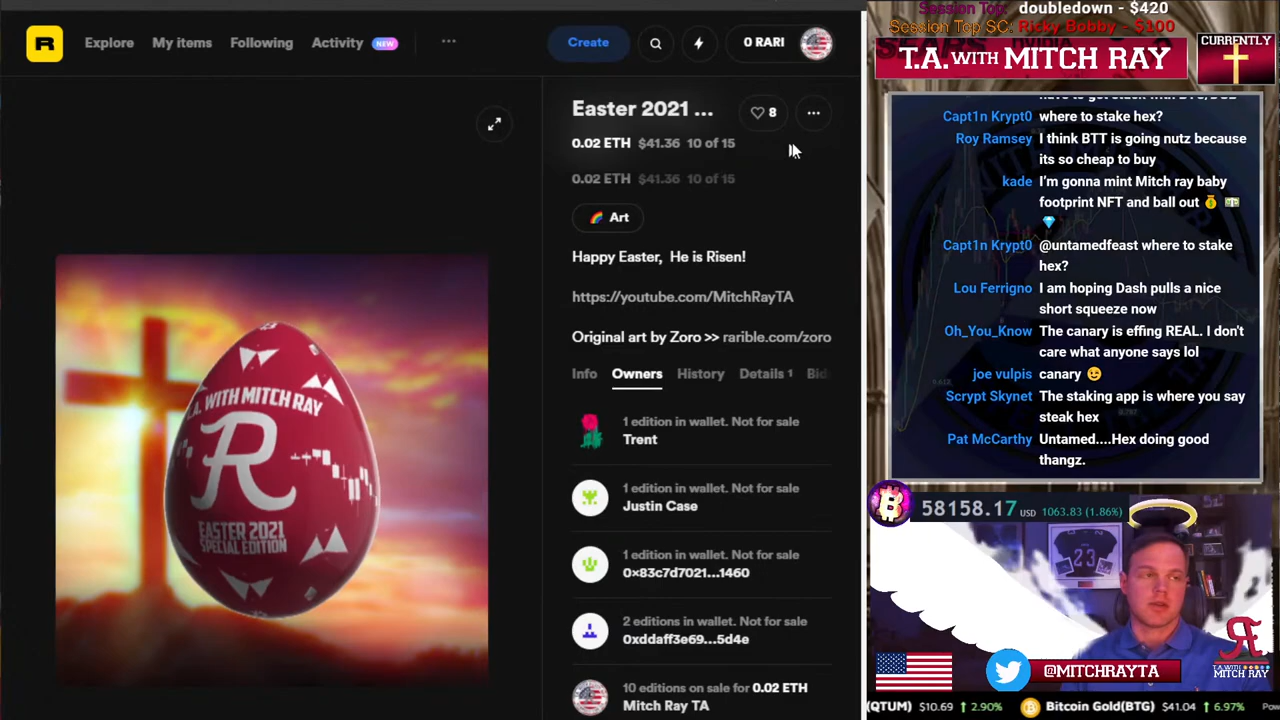 R
Explore
My items
Following
Activity
NEW
...
Create
0 RARI
Easter 2021 ...
8
...
0.02 ETH $41.36 10 of 15
0.02 ETH $41.36 10 of 15
Art
Happy Easter, He is Risen!
https://youtube.com/MitchRayTA
Original art by Zoro >> rarible.com/zoro
Info
Owners
History
Details 1
Bid
1 edition in wallet. Not for sale
Trent
1 edition in wallet. Not for sale
Justin Case
1 edition in wallet. Not for sale
0x83c7d7021...1460
2 editions in wallet. Not for sale
0xddaff3e69...5d4e
10 editions on sale for 0.02 ETH
Mitch Ray TA
T.A. WITH MITCH RAY
R
EASTER 2021
SPECIAL EDITION
Session Top: doubledown - $420
Session Top SC: Ricky Bobby - $100
T.A. WITH MITCH RAY
CURRENTLY
Capt1n Krypt0 where to stake hex?
Roy Ramsey I think BTT is going nutz because
its so cheap to buy
kade I'm gonna mint Mitch ray baby
footprint NFT and ball out
Capt1n Krypt0 @untamedfeast where to stake
hex?
Lou Ferrigno I am hoping Dash pulls a nice
short squeeze now
Oh_You_Know The canary is effing REAL. I don't
care what anyone says lol
joe vulpis canary
Scrypt Skynet The staking app is where you say
steak hex
Pat McCarthy Untamed....Hex doing good
thangz.
58158.17 USD 1063.83 (1.86%)
23
@MITCHRAYTA
R
T.A. WITH
MITCH RAY
(QTUM) $10.69 ↑ 2.90% Bitcoin Gold(BTG) $41.04 ↑ 6.97%